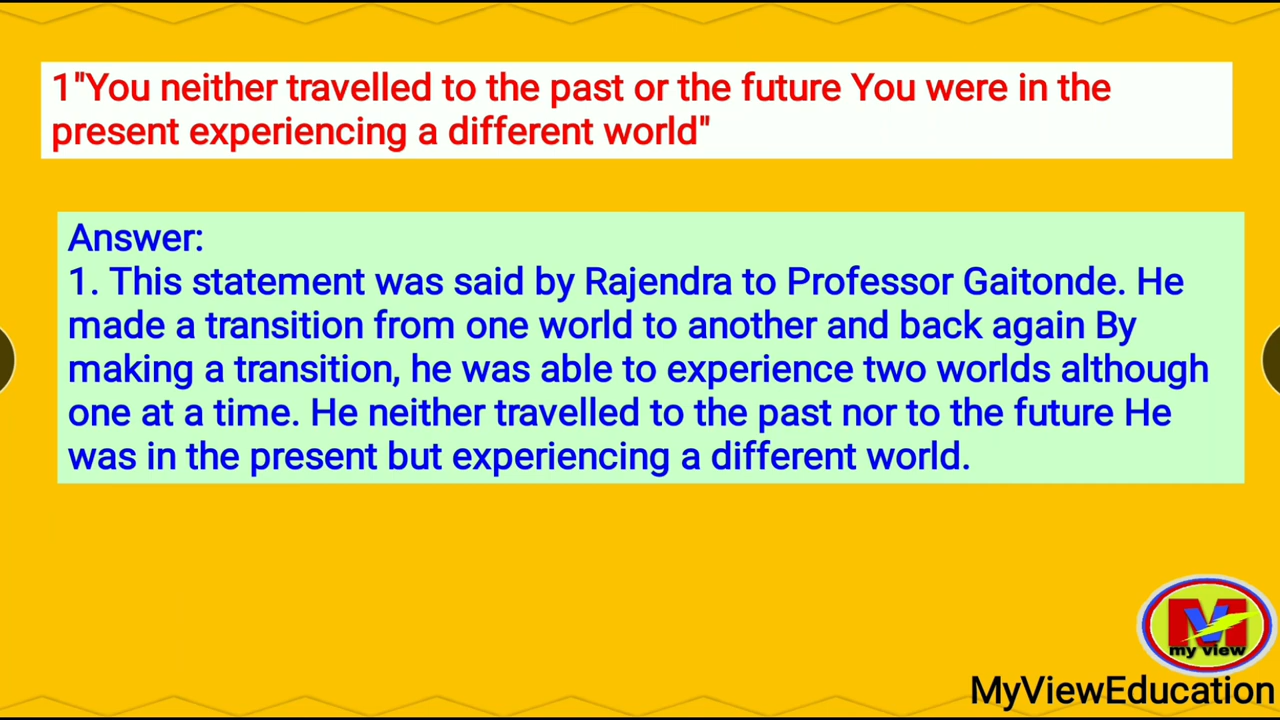 1"You neither travelled to the past or the future You were in the
present experiencing a different world"
Answer:
1. This statement was said by Rajendra to Professor Gaitonde. He
made a transition from one world to another and back again By
making a transition, he was able to experience two worlds although
one at a time. He neither travelled to the past nor to the future He
was in the present but experiencing a different world.
MV
my view
MyViewEducation